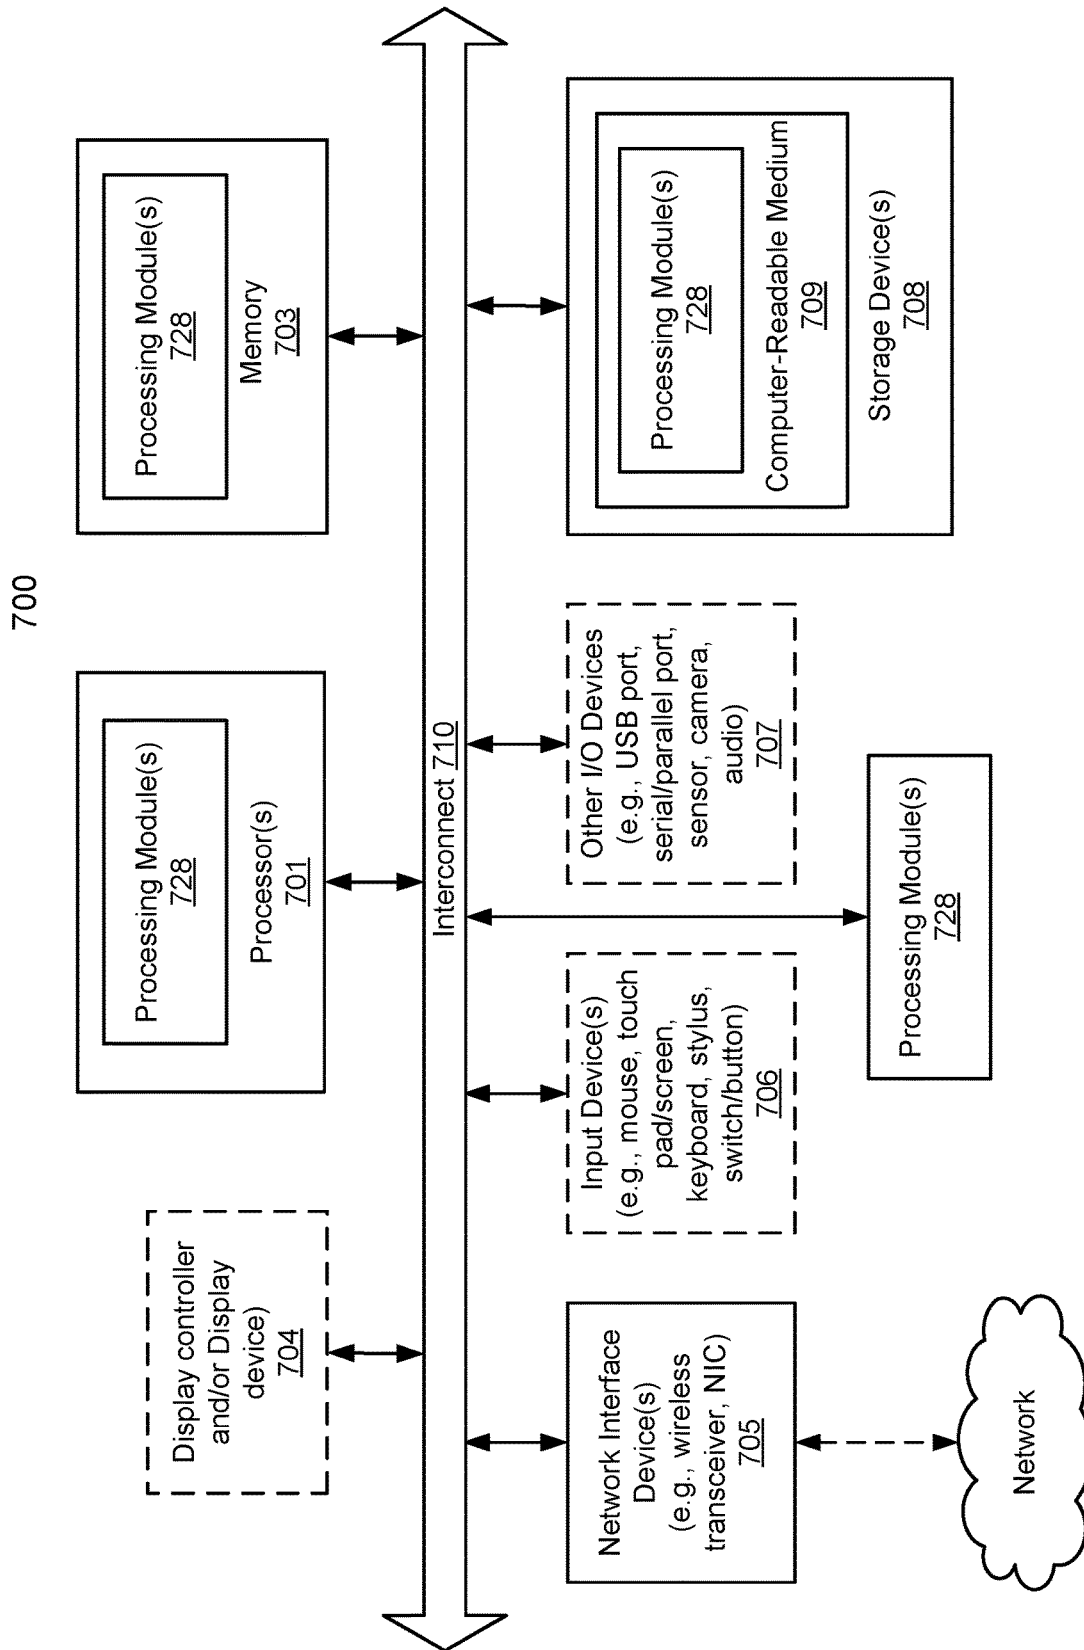 700
Display controller
and/or Display
device)
704
Processing Module(s)
728
Processor(s)
701
Processing Module(s)
728
Memory
703
Interconnect 710
Network Interface
Device(s)
(e.g., wireless
transceiver, NIC)
705
Input Device(s)
(e.g., mouse, touch
pad/screen,
keyboard, stylus,
switch/button)
706
Other I/O Devices
(e.g., USB port,
serial/parallel port,
sensor, camera,
audio)
707
Processing Module(s)
728
Computer-Readable Medium
709
Storage Device(s)
708
Network
Processing Module(s)
728